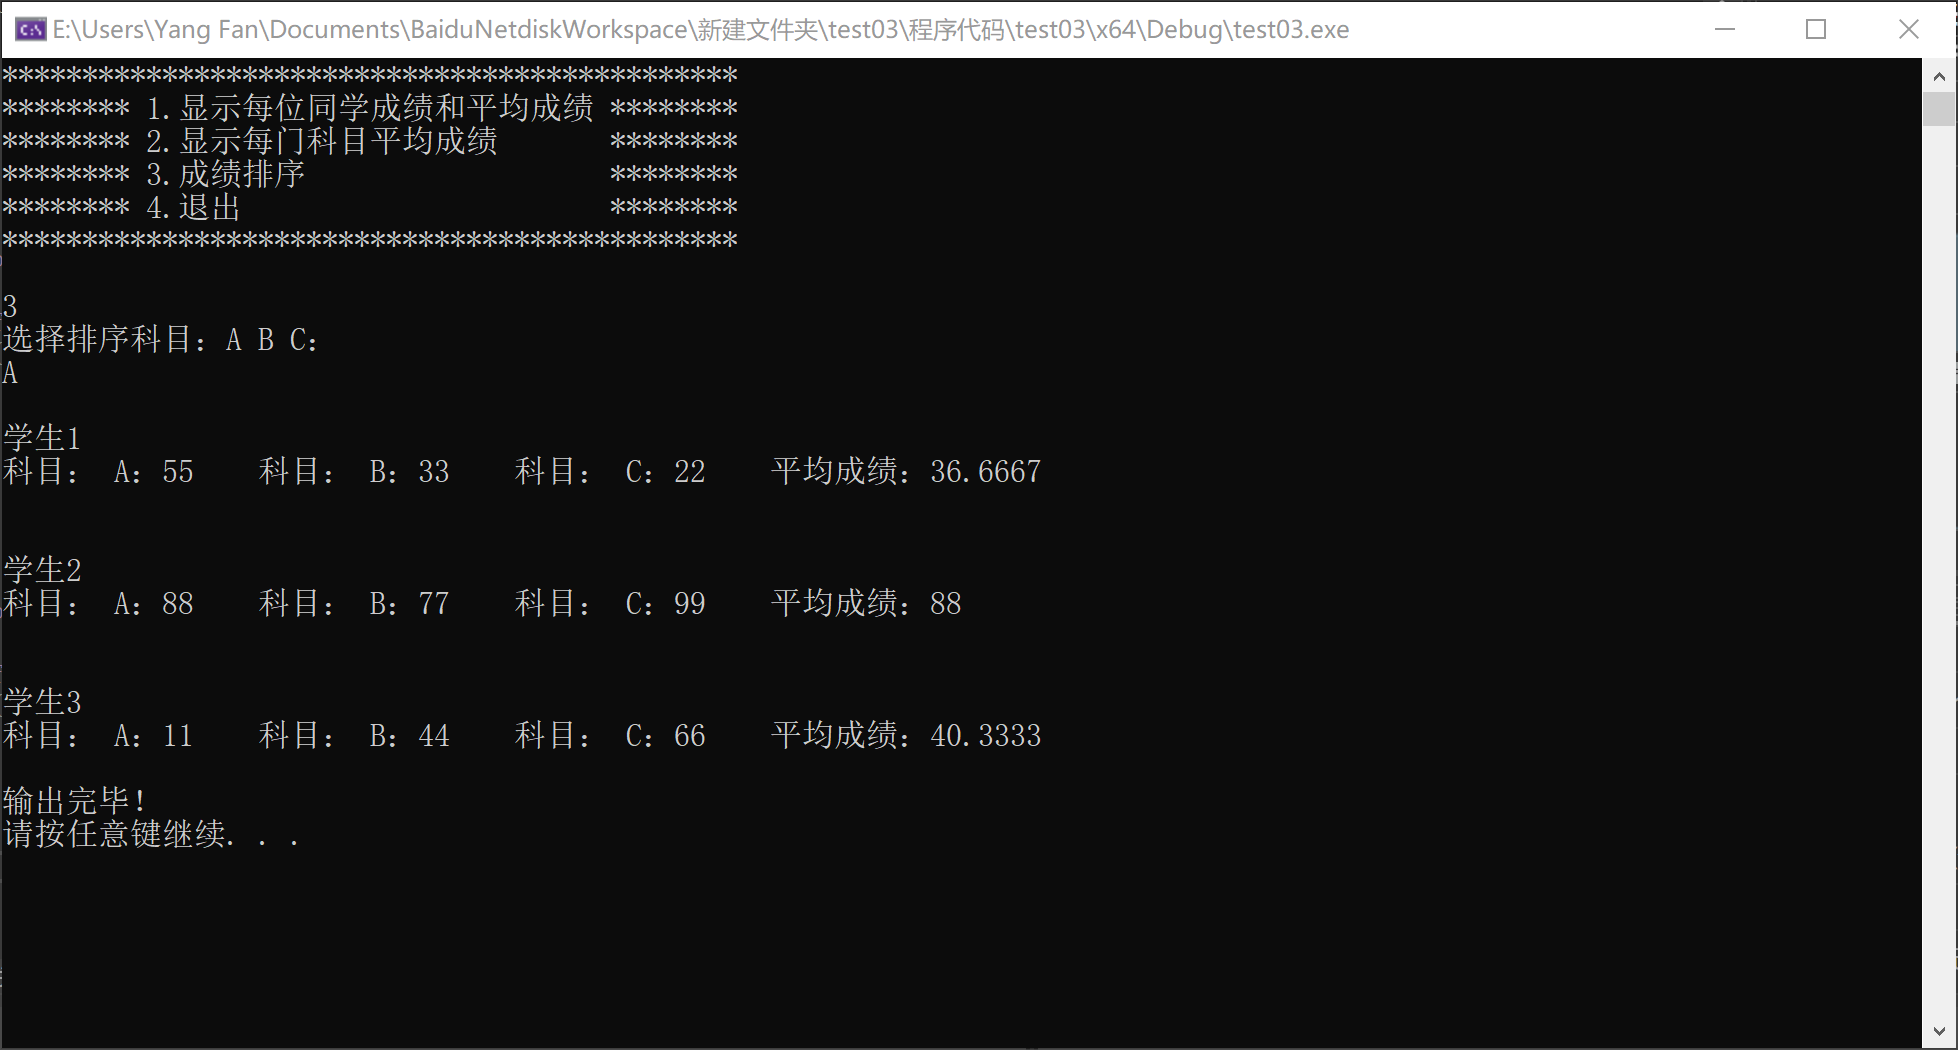 E:\Users\Yang Fan\Documents\BaiduNetdiskWorkspace\新建文件夹\test03\程序代码\test03\x64\Debug\test03.exe
**********************************************
******** 1.显示每位同学成绩和平均成绩 ********
******** 2.显示每门科目平均成绩       ********
******** 3.成绩排序                   ********
******** 4.退出                       ********
**********************************************
3
选择排序科目：A B C：
A
学生1
科目： A：55    科目： B：33    科目： C：22    平均成绩：36.6667
学生2
科目： A：88    科目： B：77    科目： C：99    平均成绩：88
学生3
科目： A：11    科目： B：44    科目： C：66    平均成绩：40.3333
输出完毕！
请按任意键继续. . .